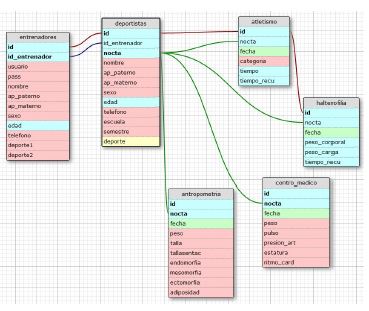 entrenadores
id
id_entrenador
usuario
pass
nombre
ap_paterno
ap_materno
sexo
edad
telefono
deporte1
deporte2
deportistas
id
id_entrenador
nocta
nombre
ap_paterno
ap_materno
sexo
edad
telefono
escuela
semestre
deporte
atletismo
id
nocta
fecha
categoria
tiempo
tiempo_recu
halterofilia
id
nocta
fecha
peso_corporal
peso_carga
tiempo_recu
antropometria
id
nocta
fecha
peso
talla
tallasentac
endomorfia
mesomorfia
ectomorfia
adiposidad
contro_medico
id
nocta
fecha
peso
pulso
presion_art
estatura
ritmo_card